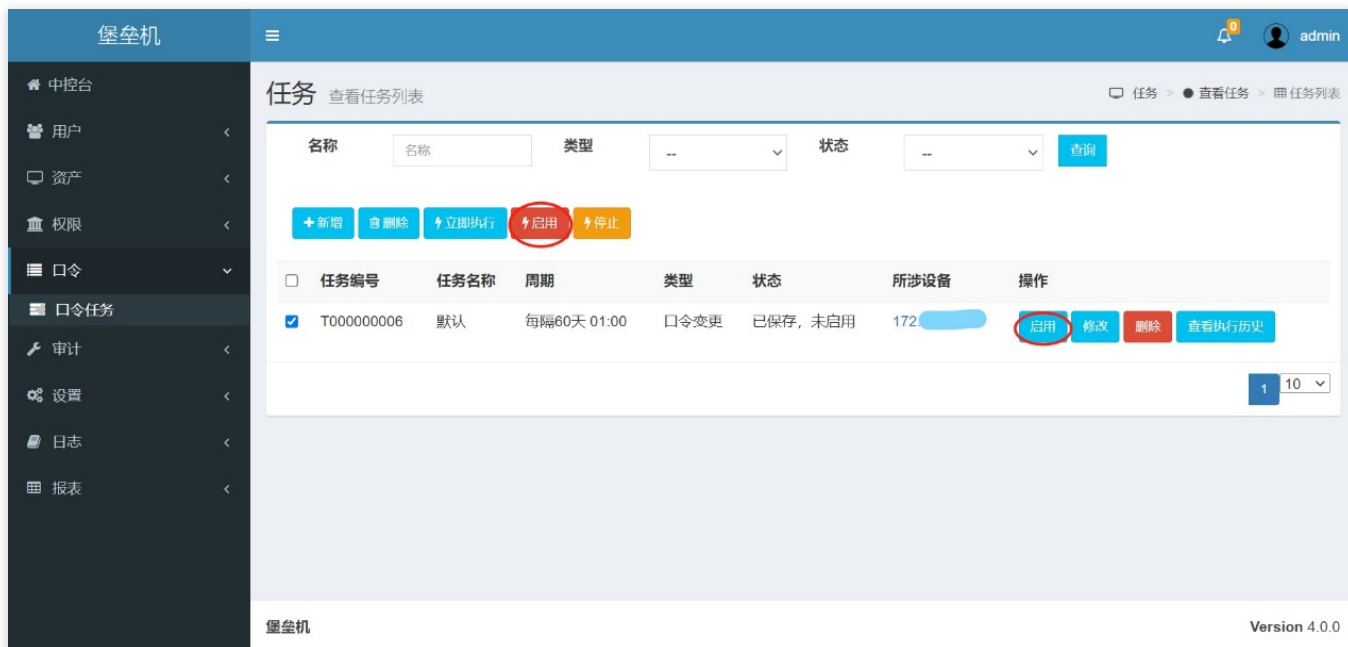 堡垒机
0
admin
中控台
用户
资产
权限
口令
口令任务
审计
设置
日志
报表
任务 查看任务列表
任务 > 查看任务 > 任务列表
名称 名称 类型 -- 状态 -- 查询
+新增 删除 立即执行 启用 停止
任务编号 任务名称 周期 类型 状态 所涉设备 操作
T000000006 默认 每隔60天 01:00 口令变更 已保存，未启用 172. 启用 修改 删除 查看执行历史
1 10
堡垒机 Version 4.0.0